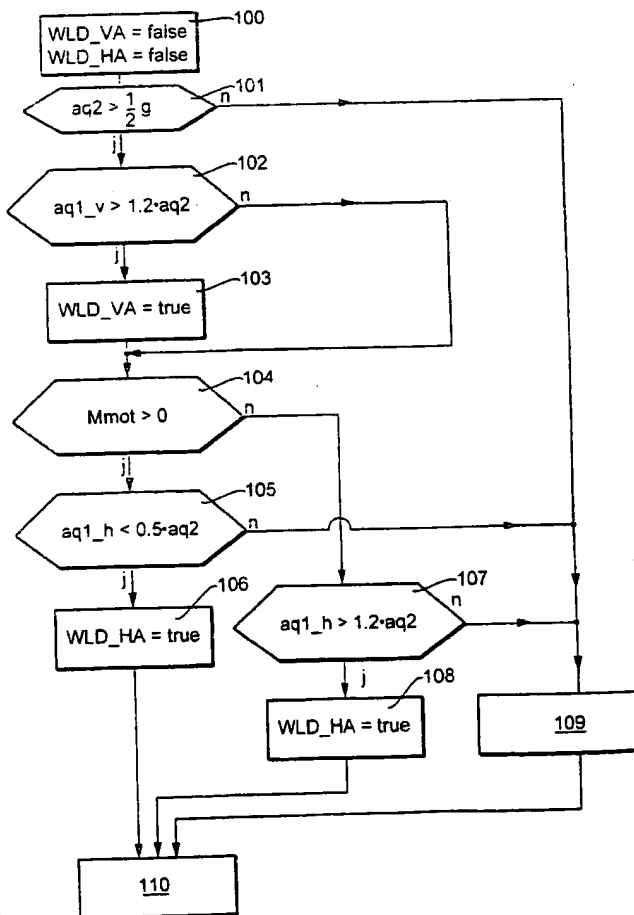 100
WLD_VA = false
WLD_HA = false
101
aq2 > 1/2 g
n
j
102
aq1_v > 1.2·aq2
n
j
103
WLD_VA = true
104
Mmot > 0
n
j
105
aq1_h < 0.5·aq2
n
j
106
WLD_HA = true
107
aq1_h > 1.2·aq2
n
j
108
WLD_HA = true
109
110